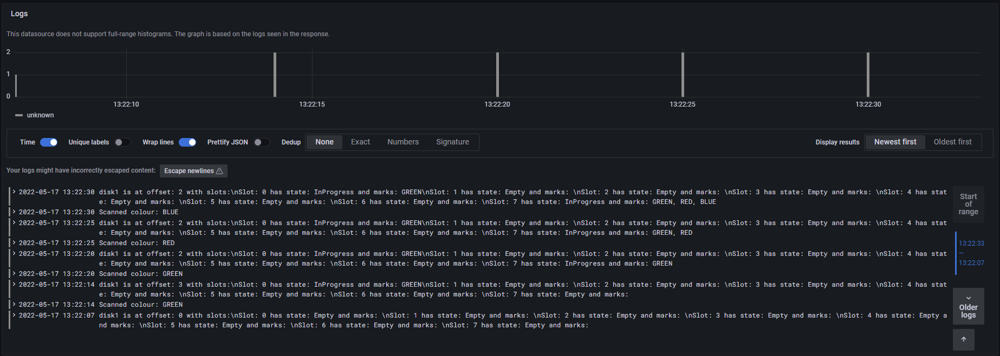 Logs
This datasource does not support full-range histograms. The graph is based on the logs seen in the response.
2
1
0
13:22:10 13:22:15 13:22:20 13:22:25 13:22:30
unknown
Time Unique labels Wrap lines Prettify JSON Dedup None Exact Numbers Signature Display results Newest first Oldest first
Your logs might have incorrectly escaped content: Escape newlines
2022-05-17 13:22:30 disk1 is at offset: 2 with slots:\nSlot: 0 has state: InProgress and marks: GREEN\nSlot: 1 has state: Empty and marks: \nSlot: 2 has state: Empty and marks: \nSlot: 3 has state: Empty and marks: \nSlot: 4 has stat
e: Empty and marks: \nSlot: 5 has state: Empty and marks: \nSlot: 6 has state: Empty and marks: \nSlot: 7 has state: InProgress and marks: GREEN, RED, BLUE
2022-05-17 13:22:30 Scanned colour: BLUE
2022-05-17 13:22:25 disk1 is at offset: 2 with slots:\nSlot: 0 has state: InProgress and marks: GREEN\nSlot: 1 has state: Empty and marks: \nSlot: 2 has state: Empty and marks: \nSlot: 3 has state: Empty and marks: \nSlot: 4 has stat
e: Empty and marks: \nSlot: 5 has state: Empty and marks: \nSlot: 6 has state: Empty and marks: \nSlot: 7 has state: InProgress and marks: GREEN, RED
2022-05-17 13:22:25 Scanned colour: RED
2022-05-17 13:22:20 disk1 is at offset: 2 with slots:\nSlot: 0 has state: InProgress and marks: GREEN\nSlot: 1 has state: Empty and marks: \nSlot: 2 has state: Empty and marks: \nSlot: 3 has state: Empty and marks: \nSlot: 4 has stat
e: Empty and marks: \nSlot: 5 has state: Empty and marks: \nSlot: 6 has state: Empty and marks: \nSlot: 7 has state: InProgress and marks: GREEN
2022-05-17 13:22:20 Scanned colour: GREEN
2022-05-17 13:22:14 disk1 is at offset: 3 with slots:\nSlot: 0 has state: InProgress and marks: GREEN\nSlot: 1 has state: Empty and marks: \nSlot: 2 has state: Empty and marks: \nSlot: 3 has state: Empty and marks: \nSlot: 4 has stat
e: Empty and marks: \nSlot: 5 has state: Empty and marks: \nSlot: 6 has state: Empty and marks: \nSlot: 7 has state: Empty and marks:
2022-05-17 13:22:14 Scanned colour: GREEN
2022-05-17 13:22:07 disk1 is at offset: 0 with slots:\nSlot: 0 has state: Empty and marks: \nSlot: 1 has state: Empty and marks: \nSlot: 2 has state: Empty and marks: \nSlot: 3 has state: Empty and marks: \nSlot: 4 has state: Empty a
nd marks: \nSlot: 5 has state: Empty and marks: \nSlot: 6 has state: Empty and marks: \nSlot: 7 has state: Empty and marks:
Start
of
range
13:22:33
—
13:22:07
Older
logs